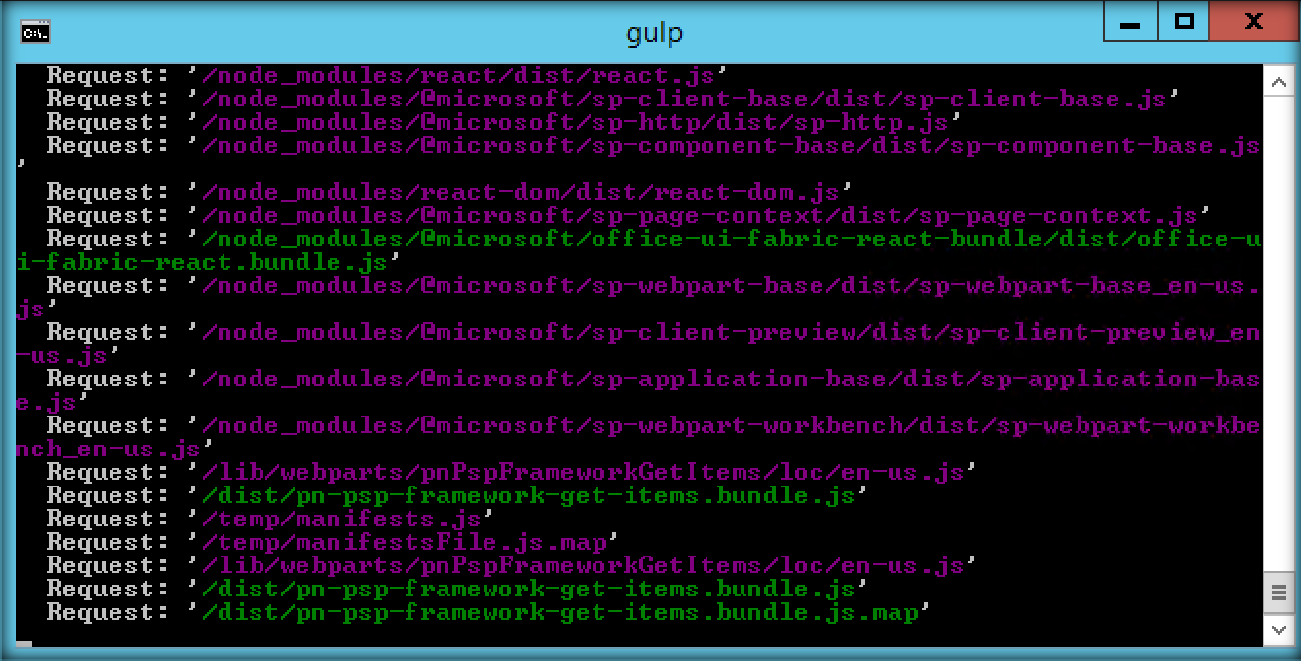 C:\.
gulp
Request: '/node_modules/react/dist/react.js'
Request: '/node_modules/@microsoft/sp-client-base/dist/sp-client-base.js'
Request: '/node_modules/@microsoft/sp-http/dist/sp-http.js'
Request: '/node_modules/@microsoft/sp-component-base/dist/sp-component-base.js
'
Request: '/node_modules/react-dom/dist/react-dom.js'
Request: '/node_modules/@microsoft/sp-page-context/dist/sp-page-context.js'
Request: '/node_modules/@microsoft/office-ui-fabric-react-bundle/dist/office-u
i-fabric-react.bundle.js'
Request: '/node_modules/@microsoft/sp-webpart-base/dist/sp-webpart-base_en-us.
js'
Request: '/node_modules/@microsoft/sp-client-preview/dist/sp-client-preview_en
-us.js'
Request: '/node_modules/@microsoft/sp-application-base/dist/sp-application-bas
e.js'
Request: '/node_modules/@microsoft/sp-webpart-workbench/dist/sp-webpart-workbe
nch_en-us.js'
Request: '/lib/webparts/pnPspFrameworkGetItems/loc/en-us.js'
Request: '/dist/pn-psp-framework-get-items.bundle.js'
Request: '/temp/manifests.js'
Request: '/temp/manifestsFile.js.map'
Request: '/lib/webparts/pnPspFrameworkGetItems/loc/en-us.js'
Request: '/dist/pn-psp-framework-get-items.bundle.js'
Request: '/dist/pn-psp-framework-get-items.bundle.js.map'